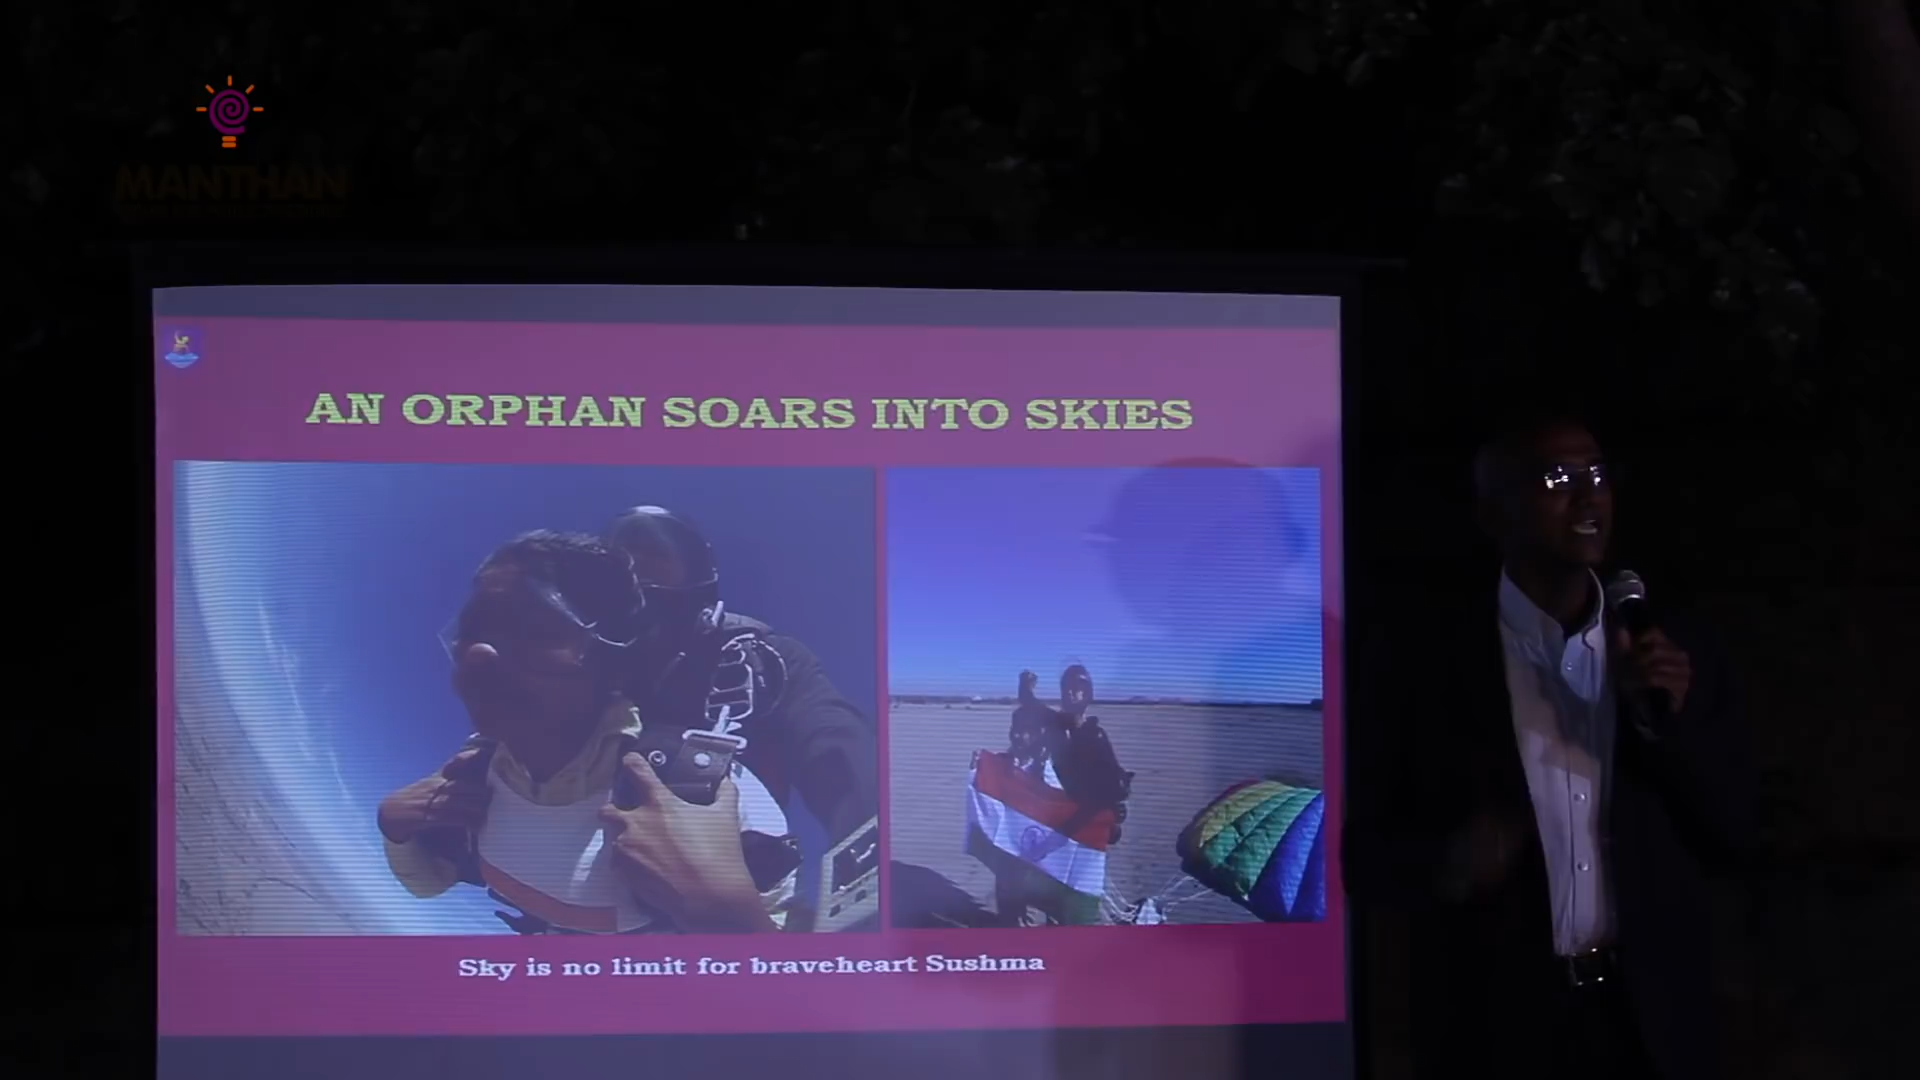 MANTHAN
AN ORPHAN SOARS INTO SKIES
Sky is no limit for braveheart Sushma